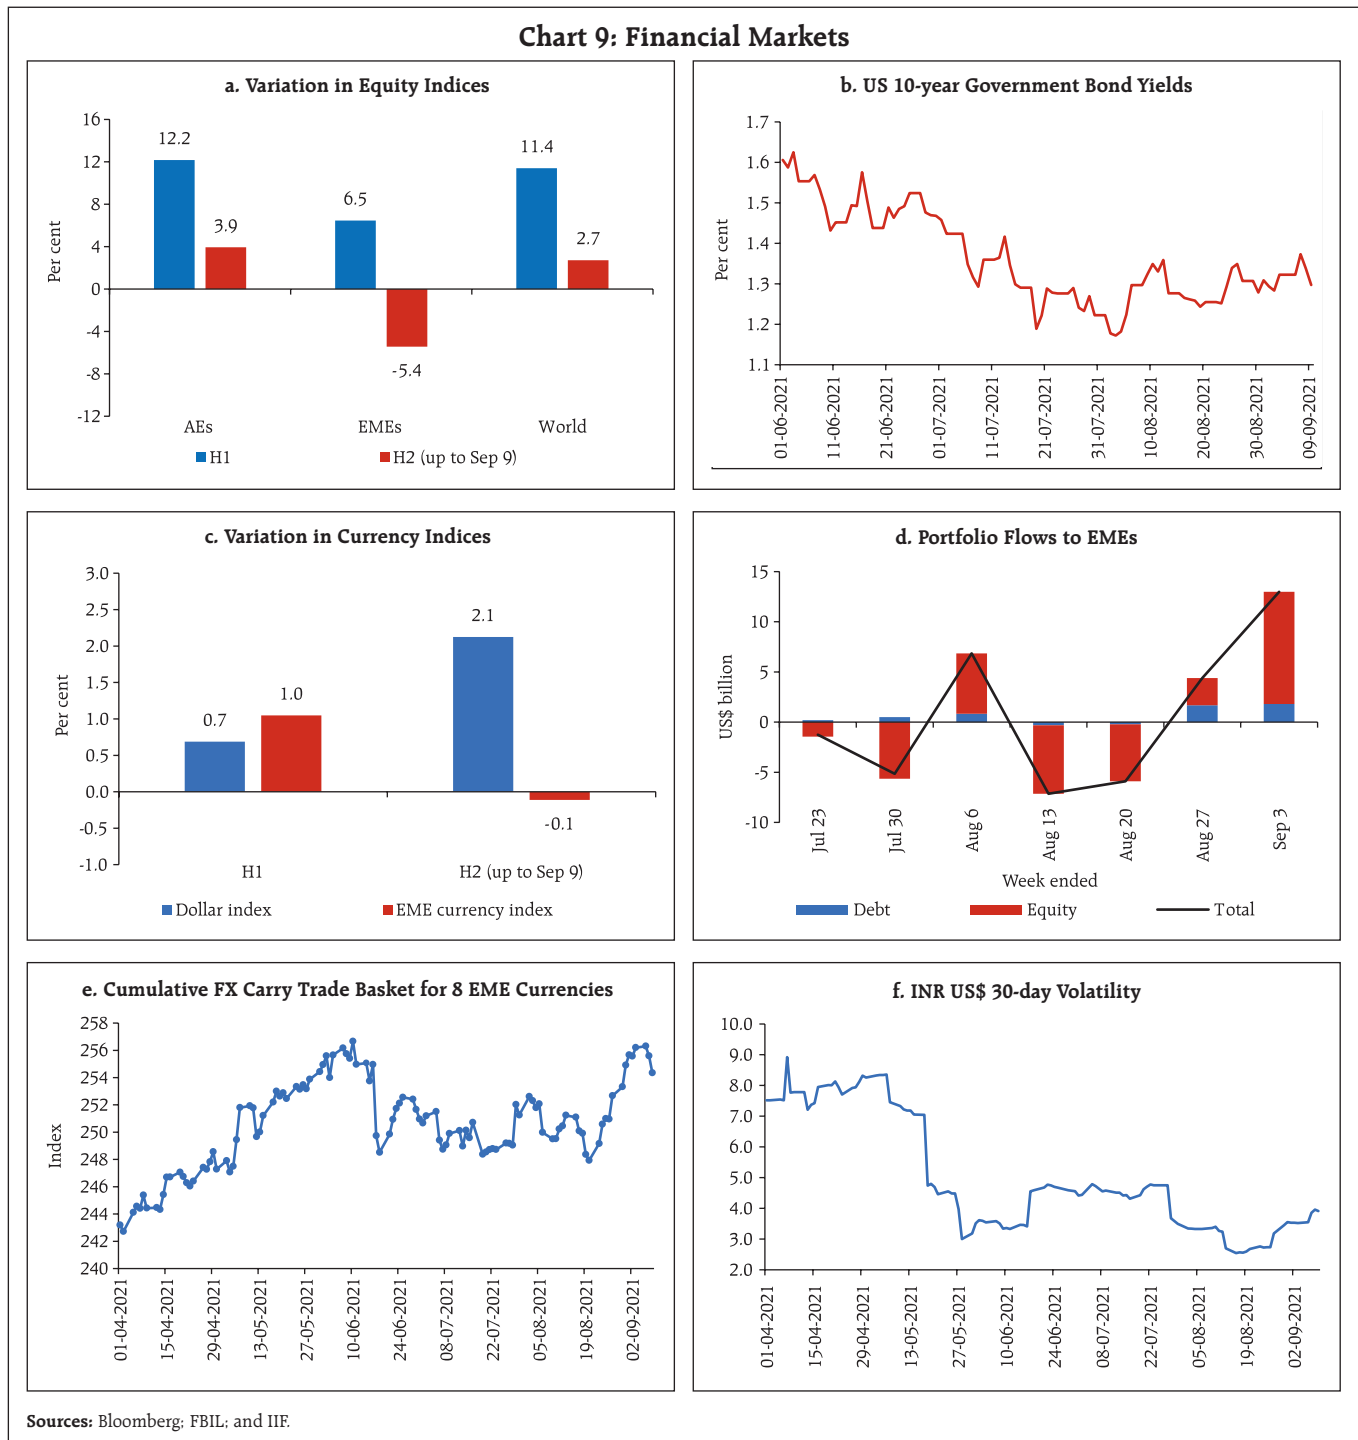 Chart 9: Financial Markets
a. Variation in Equity Indices
16
12
8
4
0
-4
-8
-12
Per cent
12.2
3.9
6.5
-5.4
11.4
2.7
AEs
EMEs
World
H1
H2 (up to Sep 9)
b. US 10-year Government Bond Yields
1.7
1.6
1.5
1.4
1.3
1.2
1.1
Per cent
01-06-2021
11-06-2021
21-06-2021
01-07-2021
11-07-2021
21-07-2021
31-07-2021
10-08-2021
20-08-2021
30-08-2021
09-09-2021
c. Variation in Currency Indices
3.0
2.5
2.0
1.5
1.0
0.5
0.0
-0.5
-1.0
Per cent
0.7
1.0
2.1
-0.1
H1
H2 (up to Sep 9)
Dollar index
EME currency index
d. Portfolio Flows to EMEs
15
10
5
0
-5
-10
US$ billion
Jul 23
Jul 30
Aug 6
Aug 13
Aug 20
Aug 27
Sep 3
Week ended
Debt
Equity
Total
e. Cumulative FX Carry Trade Basket for 8 EME Currencies
258
256
254
252
250
248
246
244
242
240
Index
01-04-2021
15-04-2021
29-04-2021
13-05-2021
27-05-2021
10-06-2021
24-06-2021
08-07-2021
22-07-2021
05-08-2021
19-08-2021
02-09-2021
f. INR US$ 30-day Volatility
10.0
9.0
8.0
7.0
6.0
5.0
4.0
3.0
2.0
01-04-2021
15-04-2021
29-04-2021
13-05-2021
27-05-2021
10-06-2021
24-06-2021
08-07-2021
22-07-2021
05-08-2021
19-08-2021
02-09-2021
Sources: Bloomberg; FBIL; and IIF.